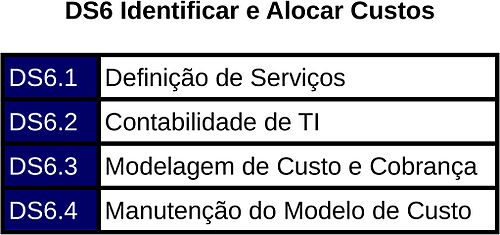 DS6 Identificar e Alocar Custos
DS6.1 Definição de Serviços
DS6.2 Contabilidade de TI
DS6.3 Modelagem de Custo e Cobrança
DS6.4 Manutenção do Modelo de Custo